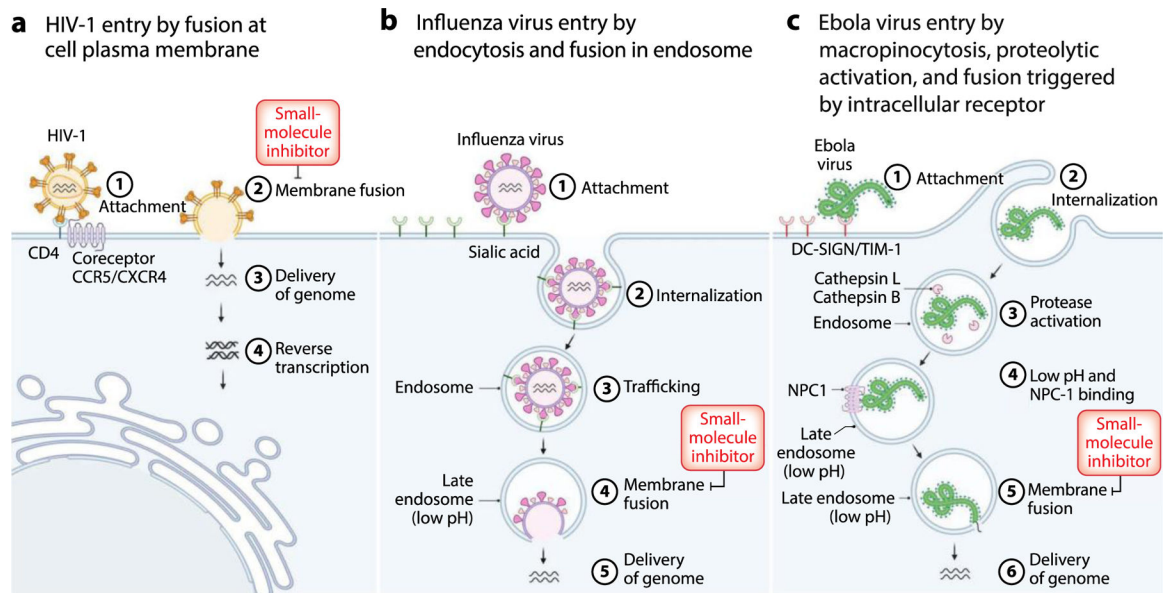 a HIV-1 entry by fusion at
cell plasma membrane
Small-
molecule
inhibitor
HIV-1
1
Attachment
2 Membrane fusion
CD4
Coreceptor
CCR5/CXCR4
3 Delivery
of genome
4 Reverse
transcription
b Influenza virus entry by
endocytosis and fusion in endosome
Influenza virus
1 Attachment
Sialic acid
2 Internalization
Endosome
3 Trafficking
Small-
molecule
inhibitor
Late
endosome
(low pH)
4 Membrane
fusion
5 Delivery
of genome
c Ebola virus entry by
macropinocytosis, proteolytic
activation, and fusion triggered
by intracellular receptor
Ebola
virus
1 Attachment
2
Internalization
DC-SIGN/TIM-1
Cathepsin L
Cathepsin B
Endosome
3 Protease
activation
NPC1
4 Low pH and
NPC-1 binding
Late
endosome
(low pH)
Small-
molecule
inhibitor
Late endosome
(low pH)
5 Membrane
fusion
6 Delivery
of genome